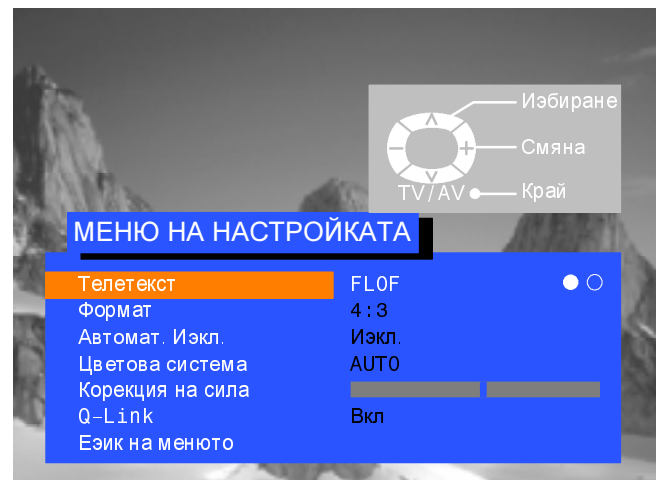 Иэбиране
Смяна
TV/AV Край
МЕНЮ НА НАСТРОЙКАТА
Телетекст FLOF
Формат 4:3
Автомат. Иэкл. Иэкл.
Цветова система AUTO
Корекция на сила
Q-Link Вкл
Еэик на менюто